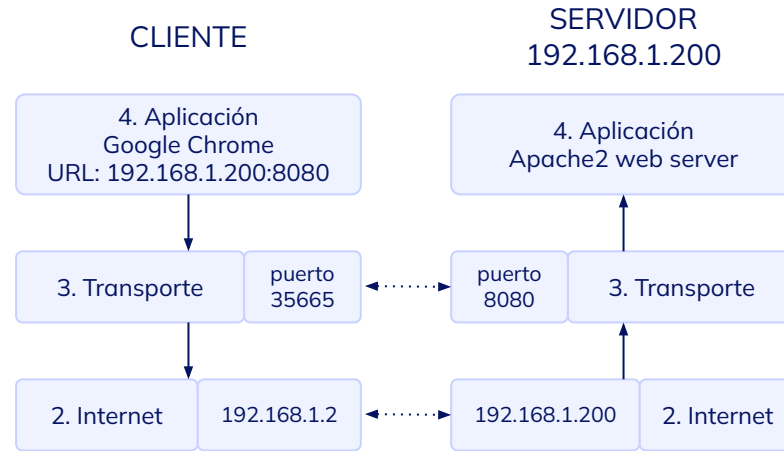 CLIENTE
SERVIDOR
192.168.1.200
4. Aplicación
Google Chrome
URL: 192.168.1.200:8080
4. Aplicación
Apache2 web server
3. Transporte
puerto
35665
puerto
8080
3. Transporte
2. Internet
192.168.1.2
192.168.1.200
2. Internet